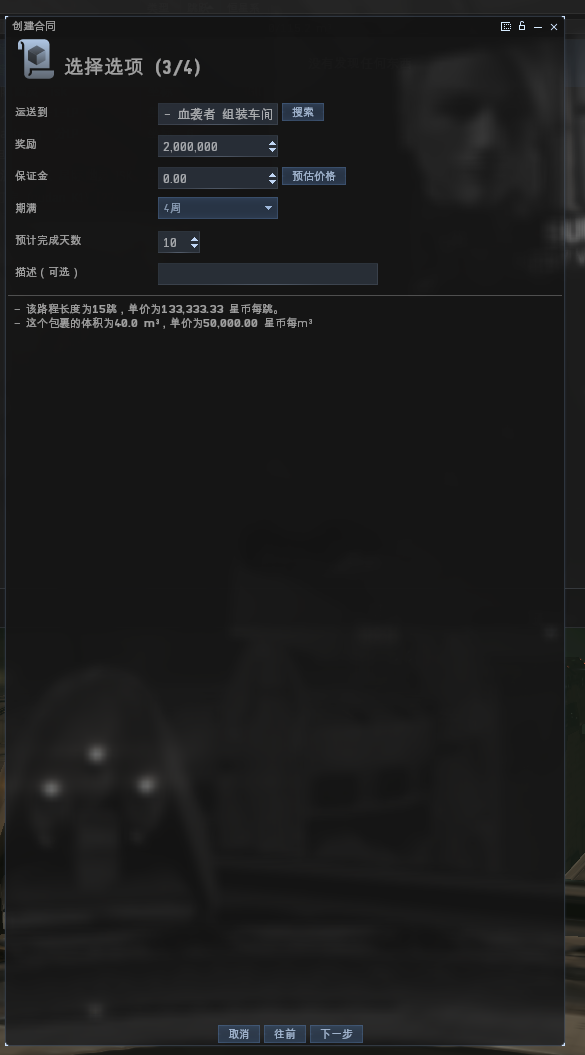 创建合同
选择选项 (3/4)
运送到 - 血袭者 组装车间 搜索
奖励 2,000,000
保证金 0.00 预估价格
期满 4周
预计完成天数 10
描述(可选)
- 该路程长度为15跳,单价为133,333.33 星币每跳。
- 这个包裹的体积为40.0 m³,单价为50,000.00 星币每m³
取消 往前 下一步